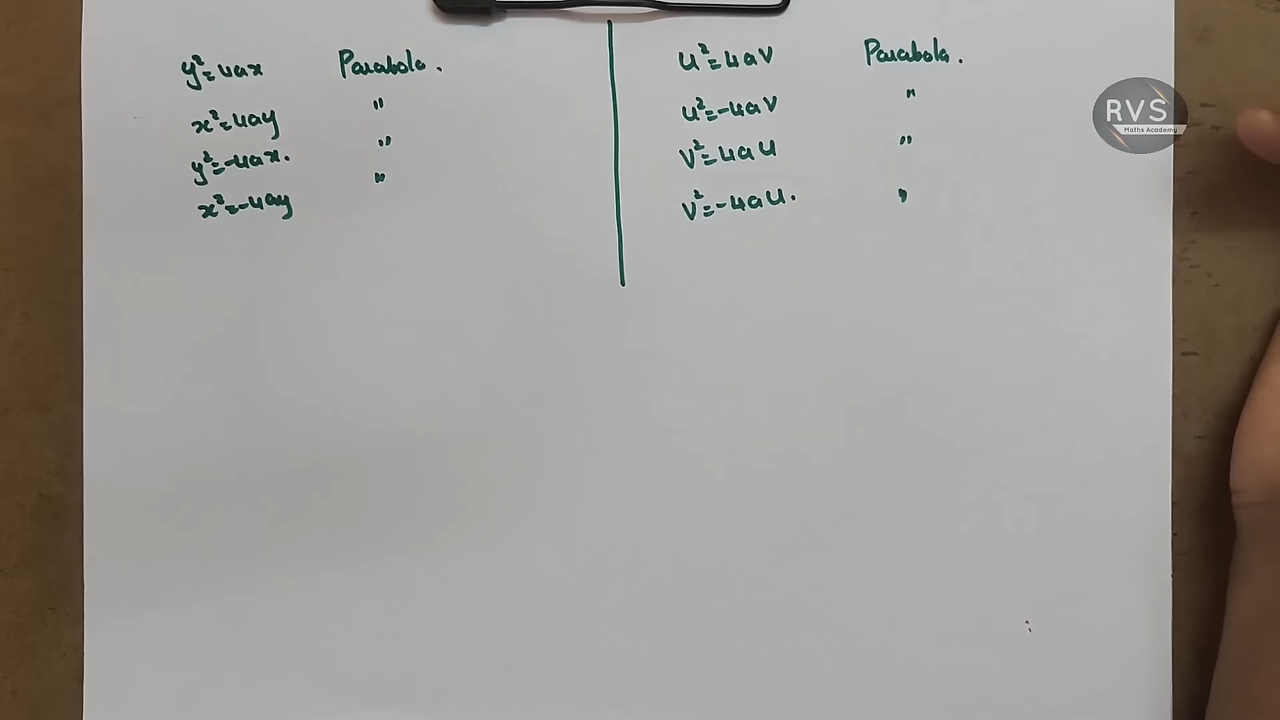 y²=4ax Parabola.
x²=4ay "
y²=-4ax. "
x²=-4ay "
u²=4av Parabola.
u²=-4av "
v²=4au "
v²=-4au. "
RVS
Maths Academy